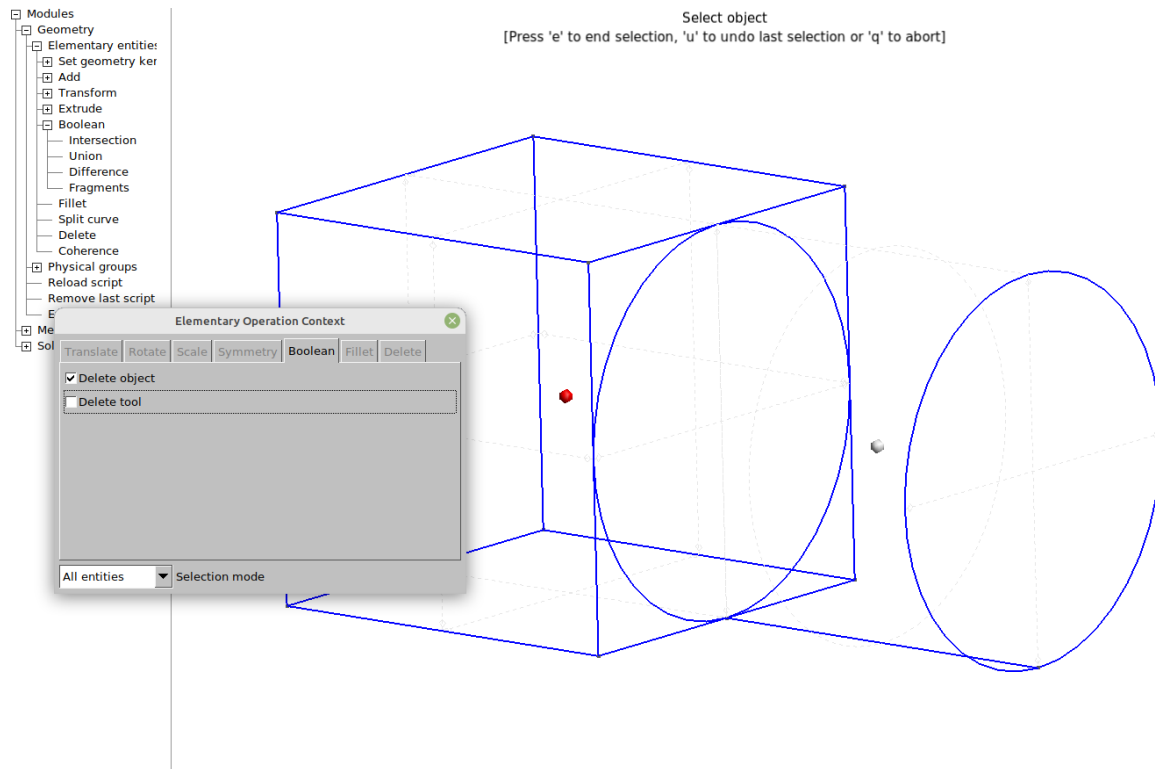 Modules
Geometry
Elementary entities
Set geometry ker
Add
Transform
Extrude
Boolean
Intersection
Union
Difference
Fragments
Fillet
Split curve
Delete
Coherence
Physical groups
Reload script
Remove last script
E
Me
Sol
Select object
[Press 'e' to end selection, 'u' to undo last selection or 'q' to abort]
Elementary Operation Context
Translate Rotate Scale Symmetry Boolean Fillet Delete
Delete object
Delete tool
All entities Selection mode